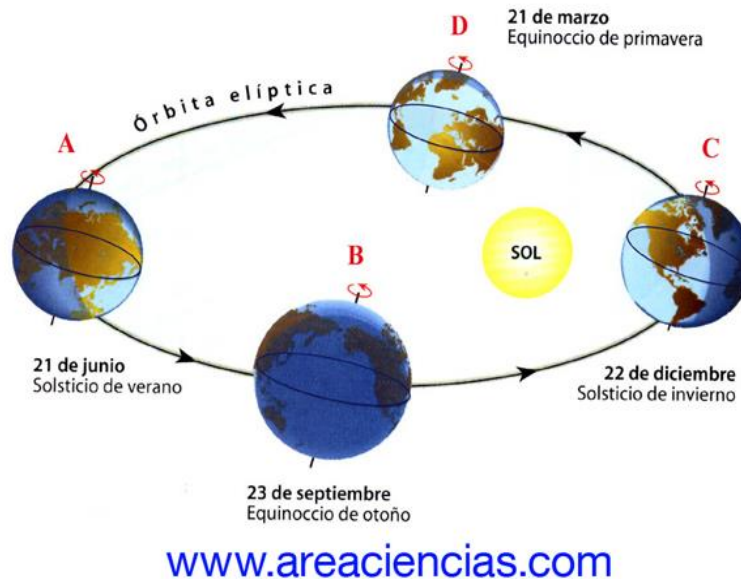 D
21 de marzo
Equinoccio de primavera
Órbita elíptica
A
C
B
SOL
21 de junio
Solsticio de verano
22 de diciembre
Solsticio de invierno
23 de septiembre
Equinoccio de otoño
www.areaciencias.com